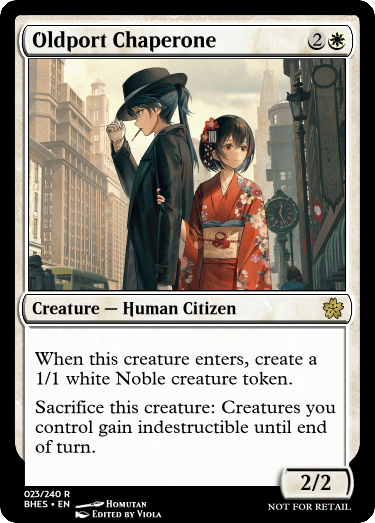 Oldport Chaperone 2
Creature — Human Citizen
When this creature enters, create a
1/1 white Noble creature token.
Sacrifice this creature: Creatures you
control gain indestructible until end
of turn.
2/2
023/240 R
BHES • EN HOMUTAN
EDITED BY VIOLA
NOT FOR RETAIL